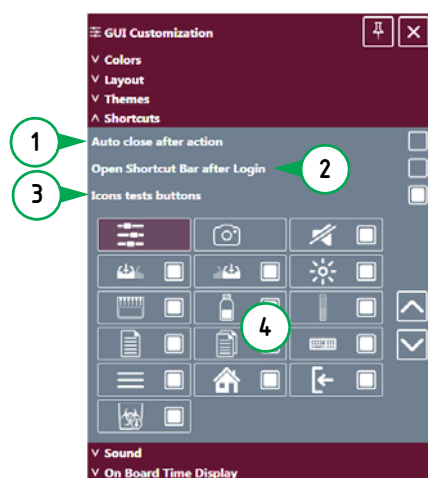 GUI Customization
Colors
Layout
Themes
Shortcuts
1
Auto close after action
Open Shortcut Bar after Login
2
3
Icons tests buttons
4
Sound
On Board Time Display